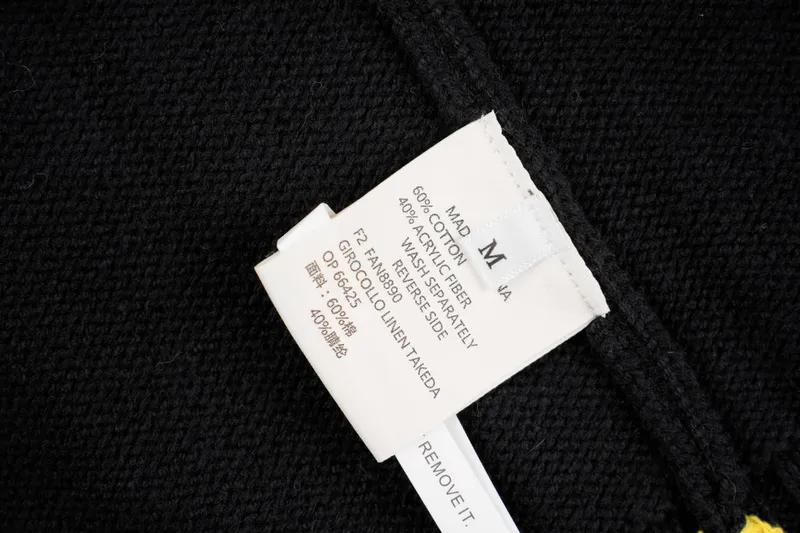 M
MAD
NA
60% COTTON
40% ACRYLIC FIBER
WASH SEPARATELY
REVERSE SIDE
F2 FAN8890
GIROCOLLO LINEN TAKEDA
OP 66425
面料：60%棉
40%腈纶
REMOVE IT.